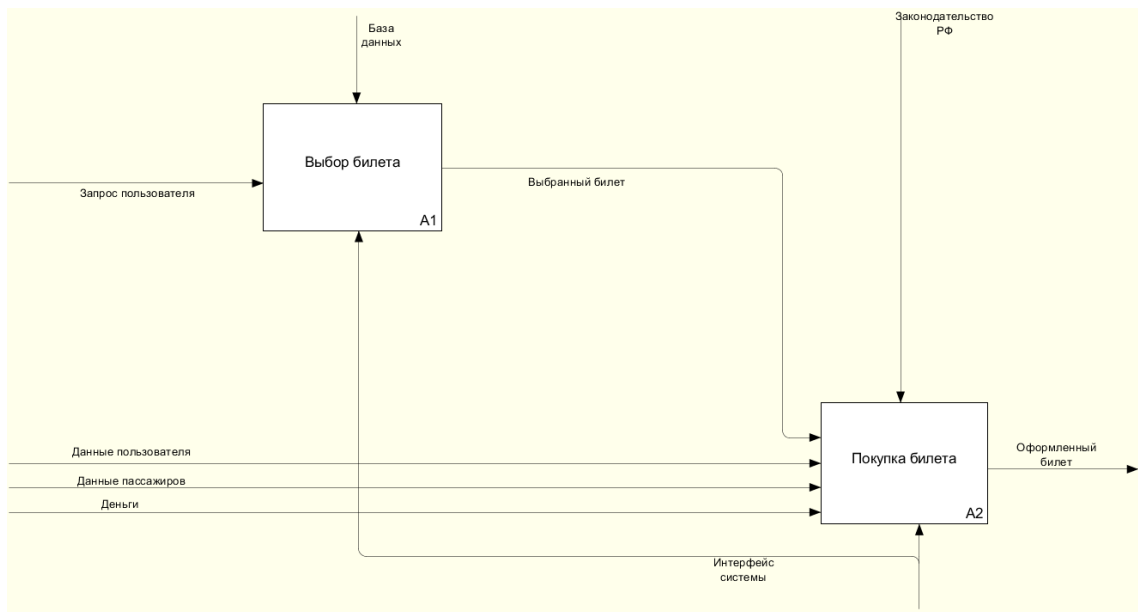 База
данных
Законодательство
РФ
Выбор билета
A1
Запрос пользователя
Выбранный билет
Данные пользователя
Данные пассажиров
Деньги
Покупка билета
A2
Оформленный
билет
Интерфейс
системы